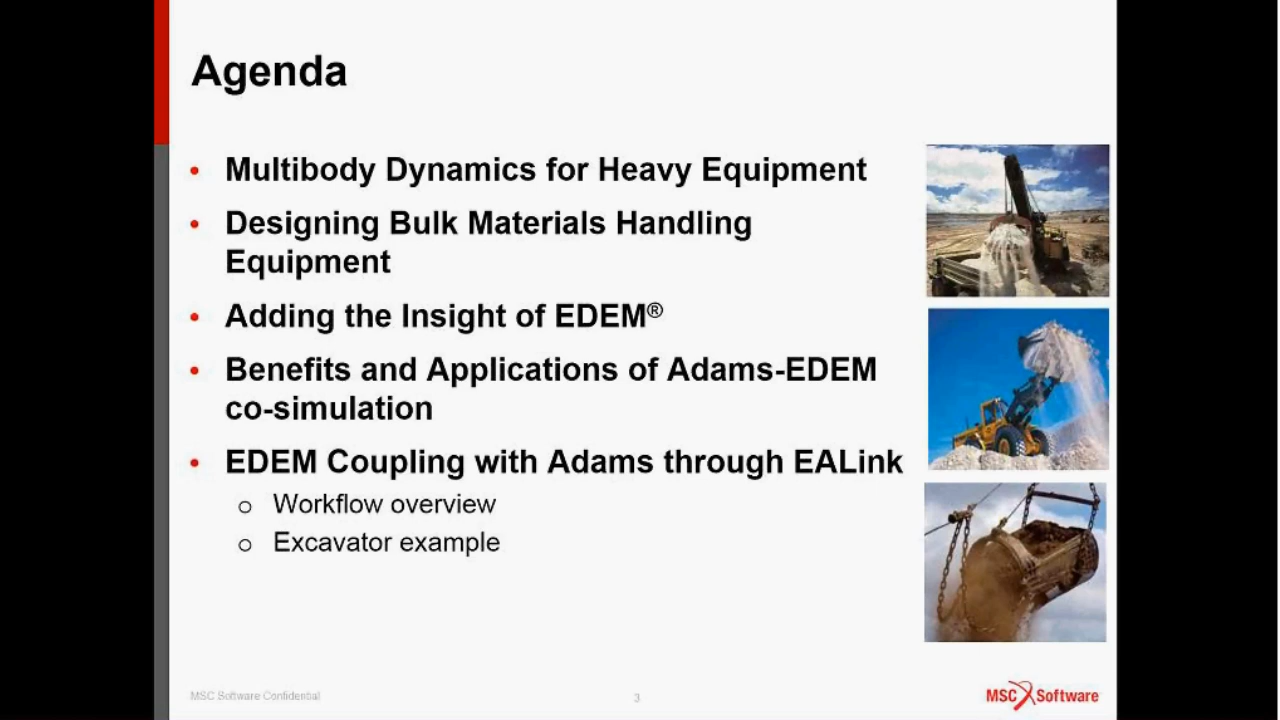 Agenda
• Multibody Dynamics for Heavy Equipment
• Designing Bulk Materials Handling
Equipment
• Adding the Insight of EDEM®
• Benefits and Applications of Adams-EDEM
co-simulation
• EDEM Coupling with Adams through EALink
o Workflow overview
o Excavator example
MSC Software Confidential
3
MSC Software